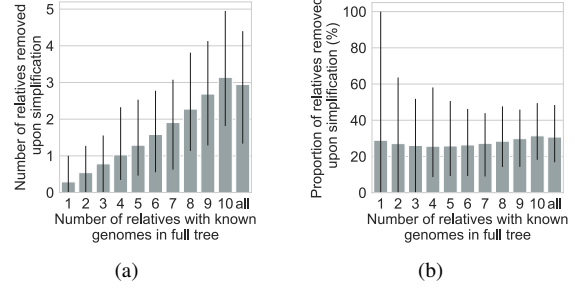 Number of relatives removed
upon simplification
5
4
3
2
1
0
1 2 3 4 5 6 7 8 9 10 all
Number of relatives with known
genomes in full tree
(a)
Proportion of relatives removed
upon simplification (%)
100
80
60
40
20
0
1 2 3 4 5 6 7 8 9 10 all
Number of relatives with known
genomes in full tree
(b)